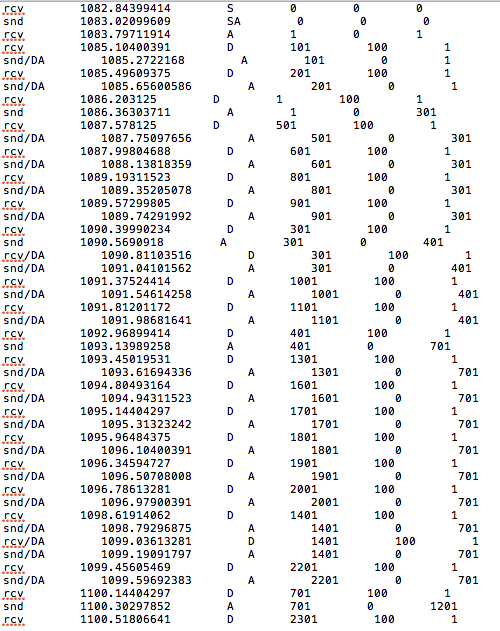 rcv 1082.84399414 S 0 0 0
snd 1083.02099609 SA 0 0 0
rcv 1083.79711914 A 1 0 1
rcv 1085.10400391 D 101 100 1
snd/DA 1085.2722168 A 101 0 1
rcv 1085.49609375 D 201 100 1
snd/DA 1085.65600586 A 201 0 1
rcv 1086.203125 D 1 100 1
snd 1086.36303711 A 1 0 301
rcv 1087.578125 D 501 100 1
snd/DA 1087.75097656 A 501 0 301
rcv 1087.99804688 D 601 100 1
snd/DA 1088.13818359 A 601 0 301
rcv 1089.19311523 D 801 100 1
snd/DA 1089.35205078 A 801 0 301
rcv 1089.57299805 D 901 100 1
snd/DA 1089.74291992 A 901 0 301
rcv 1090.39990234 D 301 100 1
snd 1090.5690918 A 301 0 401
rcv/DA 1090.81103516 D 301 100 1
snd/DA 1091.04101562 A 301 0 401
rcv 1091.37524414 D 1001 100 1
snd/DA 1091.54614258 A 1001 0 401
rcv 1091.81201172 D 1101 100 1
snd/DA 1091.98681641 A 1101 0 401
rcv 1092.96899414 D 401 100 1
snd 1093.13989258 A 401 0 701
rcv 1093.45019531 D 1301 100 1
snd/DA 1093.61694336 A 1301 0 701
rcv 1094.80493164 D 1601 100 1
snd/DA 1094.94311523 A 1601 0 701
rcv 1095.14404297 D 1701 100 1
snd/DA 1095.31323242 A 1701 0 701
rcv 1095.96484375 D 1801 100 1
snd/DA 1096.10400391 A 1801 0 701
rcv 1096.34594727 D 1901 100 1
snd/DA 1096.50708008 A 1901 0 701
rcv 1096.78613281 D 2001 100 1
snd/DA 1096.97900391 A 2001 0 701
rcv 1098.61914062 D 1401 100 1
snd/DA 1098.79296875 A 1401 0 701
rcv/DA 1099.03613281 D 1401 100 1
snd/DA 1099.19091797 A 1401 0 701
rcv 1099.45605469 D 2201 100 1
snd/DA 1099.59692383 A 2201 0 701
rcv 1100.14404297 D 701 100 1
snd 1100.30297852 A 701 0 1201
rcv 1100.51806641 D 2301 100 1